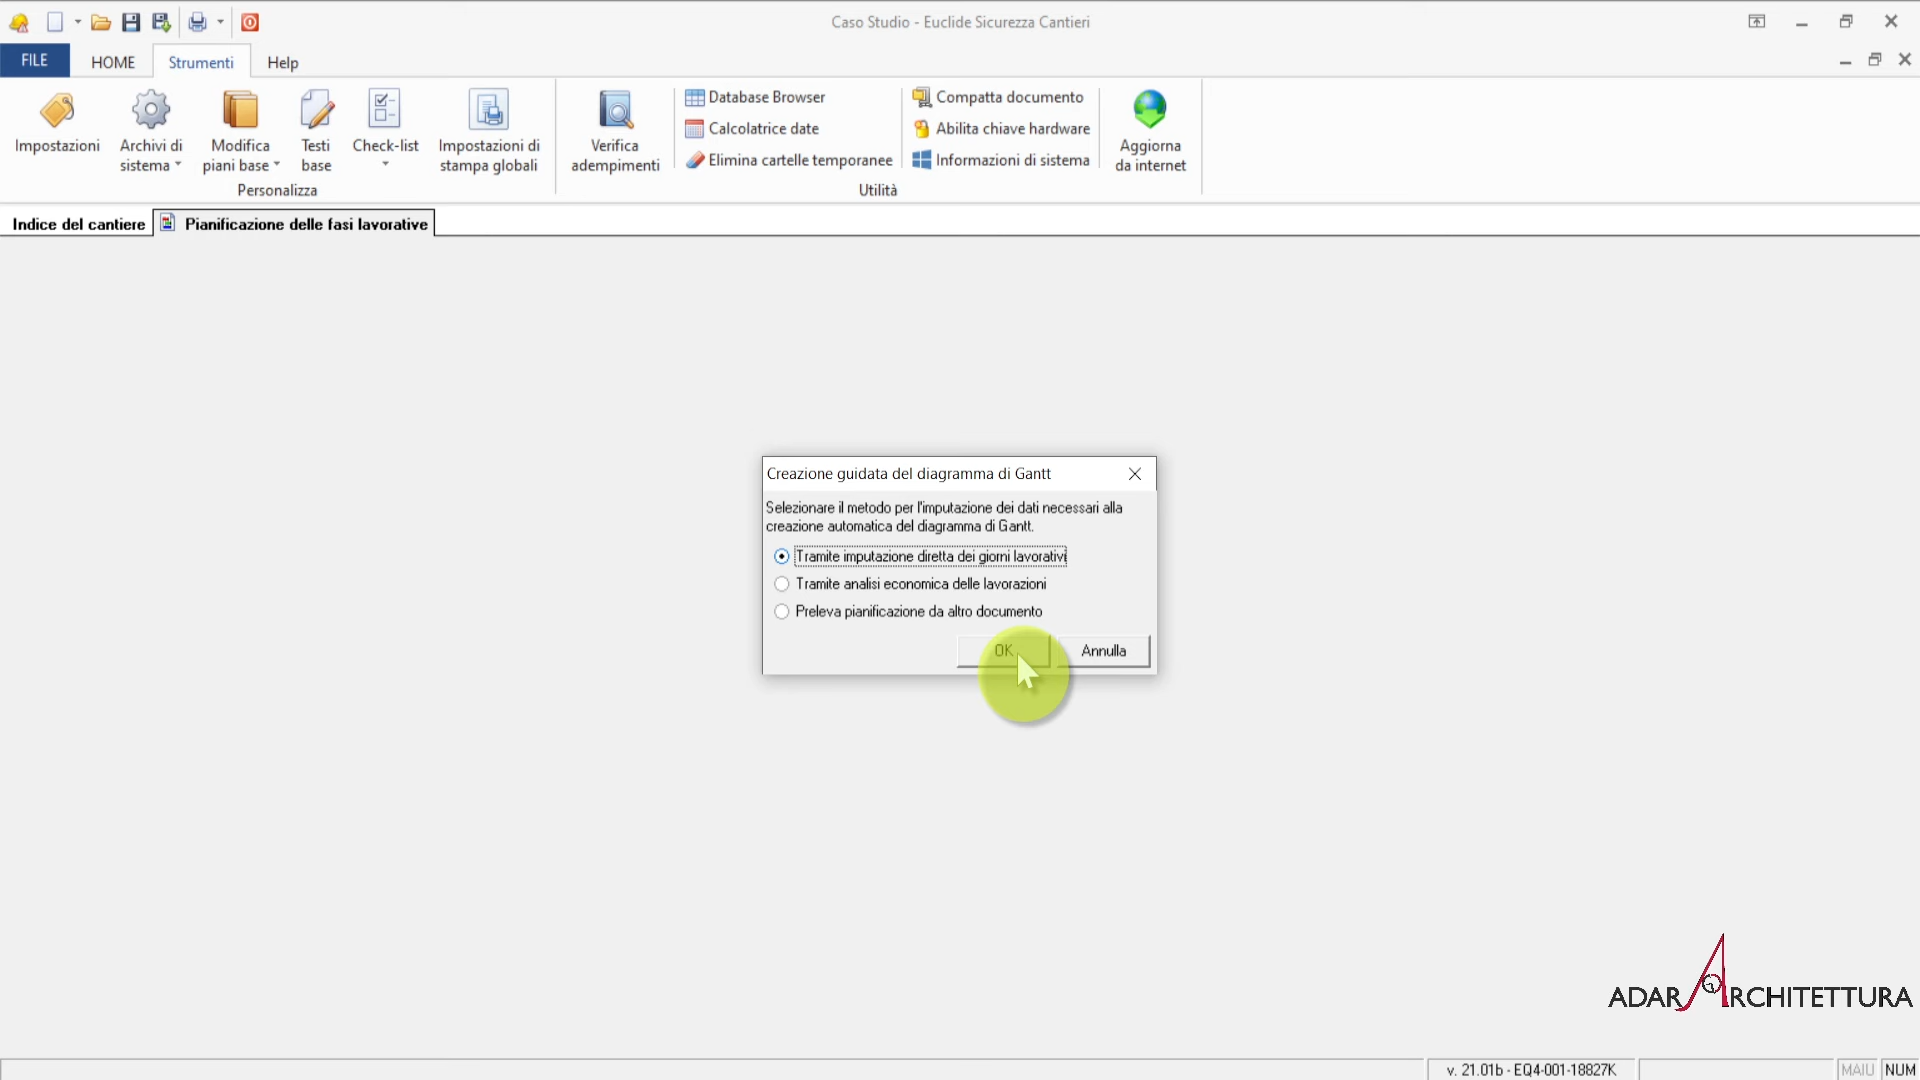 Caso Studio - Euclide Sicurezza Cantieri
FILE
HOME
Strumenti
Help
Impostazioni
Archivi di
sistema
Modifica
piani base
Testi
base
Check-list
Impostazioni di
stampa globali
Personalizza
Verifica
adempimenti
Database Browser
Calcolatrice date
Elimina cartelle temporanee
Compatta documento
Abilita chiave hardware
Informazioni di sistema
Utilità
Aggiorna
da internet
Indice del cantiere
Pianificazione delle fasi lavorative
Creazione guidata del diagramma di Gantt
Selezionare il metodo per l'imputazione dei dati necessari alla
creazione automatica del diagramma di Gantt.
Tramite imputazione diretta dei giorni lavorativi
Tramite analisi economica delle lavorazioni
Preleva pianificazione da altro documento
OK
Annulla
ADARARCHITETTURA
v. 21.01b - EQ4-001-18827K
MAIU
NUM